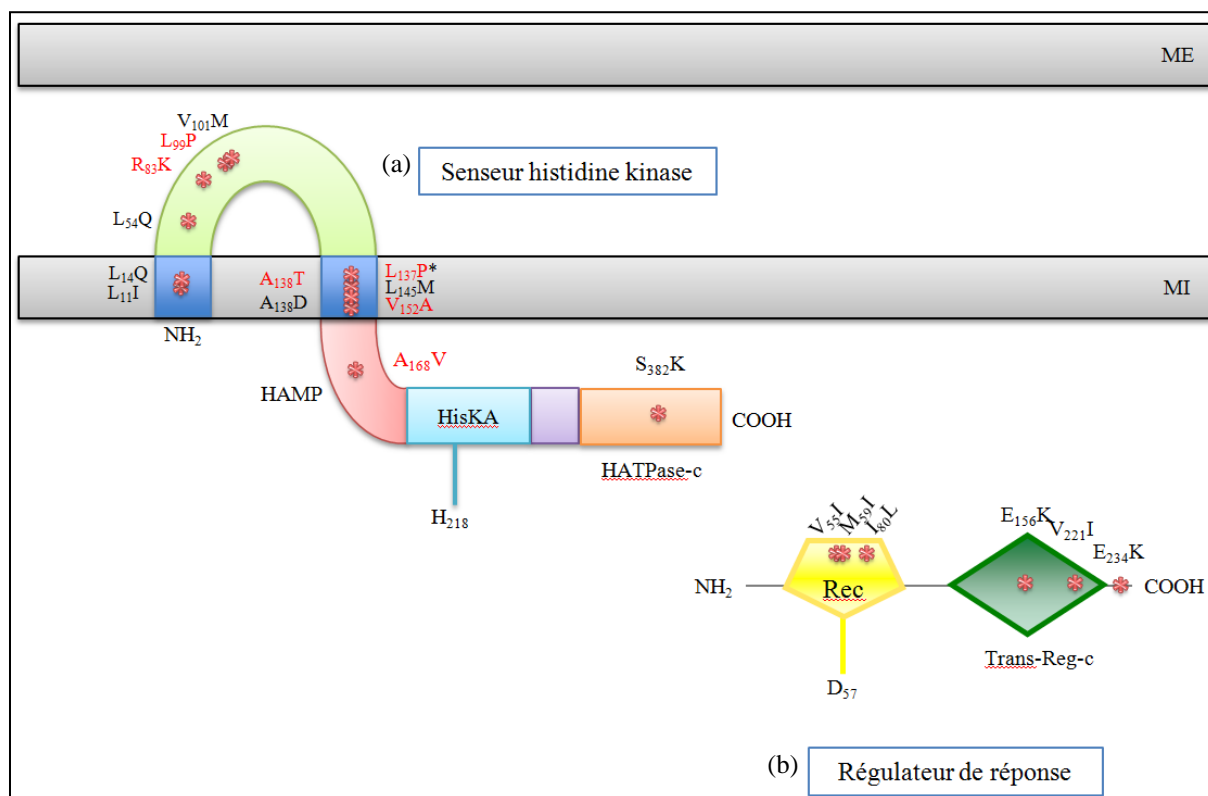 ME
V₁₀₁M
L₉₉P
R₈₃K
(a) Senseur histidine kinase
L₅₄Q
L₁₄Q
L₁₁I
A₁₃₈T
A₁₃₈D
L₁₃₇P*
L₁₄₅M
V₁₅₂A
MI
NH₂
A₁₆₈V
HAMP
S₃₈₂K
HisKA
COOH
HATPase-c
H₂₁₈
V₅₅I
M₅₉I
I₈₀L
E₁₅₆K
V₂₂₁I
E₂₃₄K
NH₂
Rec
COOH
Trans-Reg-c
D₅₇
(b) Régulateur de réponse